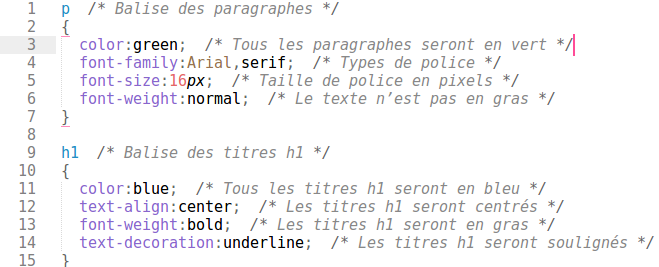 1 p /* Balise des paragraphes */
2 {
3 color:green; /* Tous les paragraphes seront en vert */
4 font-family:Arial,serif; /* Types de police */
5 font-size:16px; /* Taille de police en pixels */
6 font-weight:normal; /* Le texte n’est pas en gras */
7 }
8
9 h1 /* Balise des titres h1 */
10 {
11 color:blue; /* Tous les titres h1 seront en bleu */
12 text-align:center; /* Les titres h1 seront centrés */
13 font-weight:bold; /* Les titres h1 seront en gras */
14 text-decoration:underline; /* Les titres h1 seront soulignés */
15 }